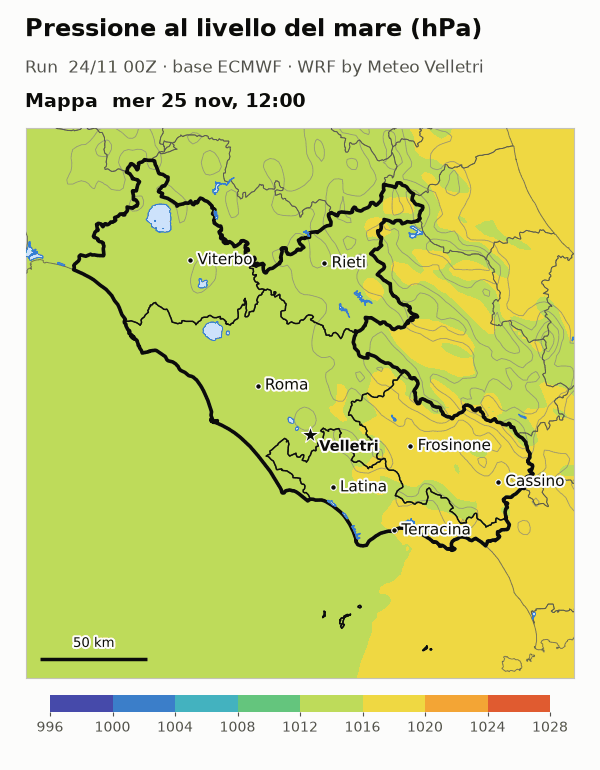 Pressione al livello del mare (hPa)
Run  24/11 00Z · base ECMWF · WRF by Meteo Velletri
Mappa  mer 25 nov, 12:00
Viterbo
Rieti
Roma
Velletri
Frosinone
Cassino
Latina
Terracina
50 km
996 1000 1004 1008 1012 1016 1020 1024 1028